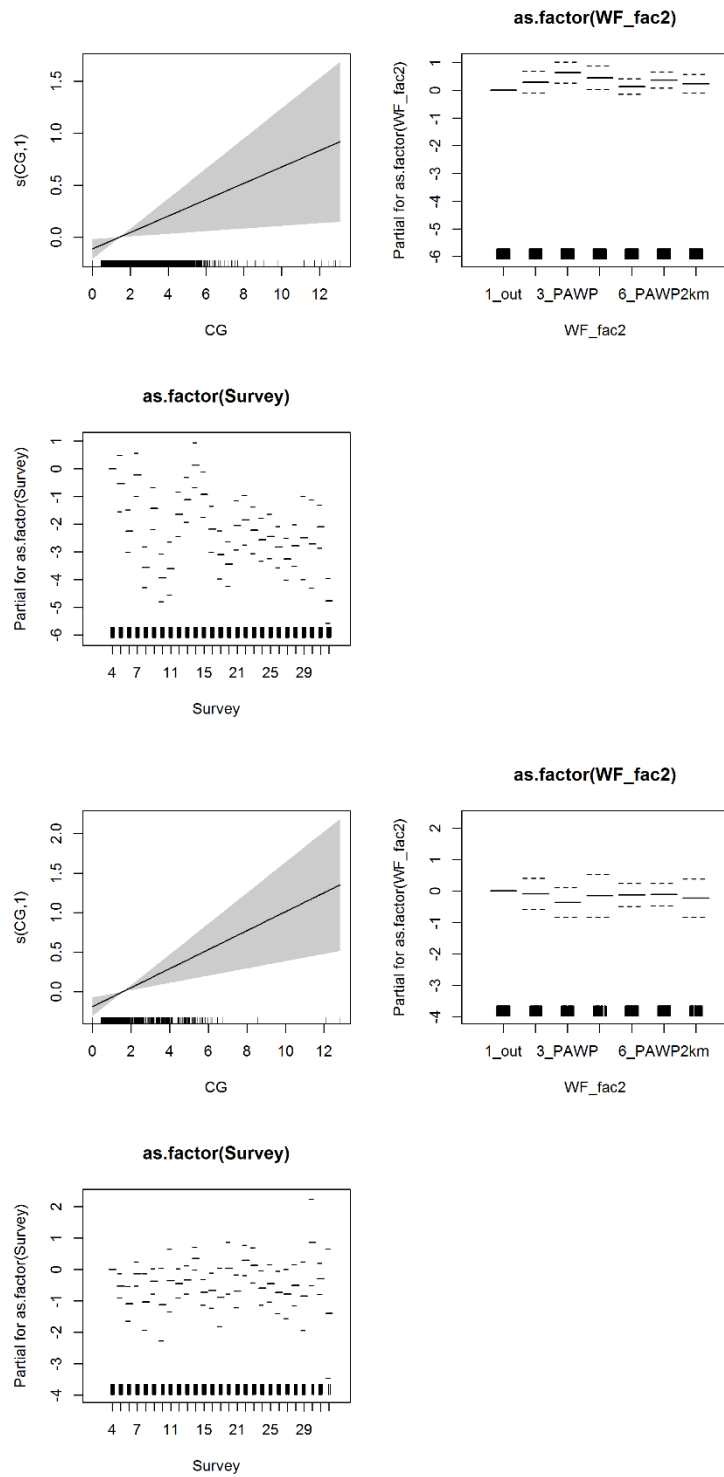 as.factor(WF_fac2)
s(CG,1)
0.0 0.5 1.0 1.5
0 2 4 6 8 10 12
CG
Partial for as.factor(WF_fac2)
-6 -5 -4 -3 -2 -1 0 1
1_out 3_PAWP 6_PAWP2km
WF_fac2
as.factor(Survey)
Partial for as.factor(Survey)
-6 -5 -4 -3 -2 -1 0 1
4 7 11 15 21 25 29
Survey
as.factor(WF_fac2)
s(CG,1)
0.0 0.5 1.0 1.5 2.0
0 2 4 6 8 10 12
CG
Partial for as.factor(WF_fac2)
-4 -3 -2 -1 0 1 2
1_out 3_PAWP 6_PAWP2km
WF_fac2
as.factor(Survey)
Partial for as.factor(Survey)
-4 -3 -2 -1 0 1 2
4 7 11 15 21 25 29
Survey